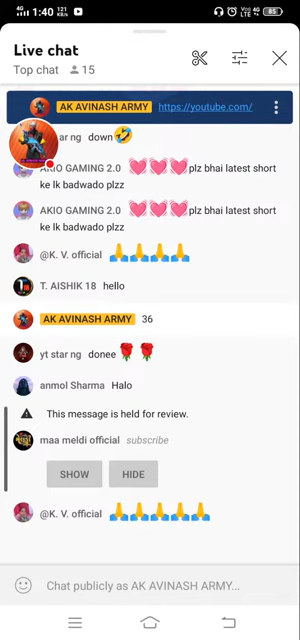 1:40 121 KB/s Voo LTE 4G 85
Live chat
Top chat 15
AK AVINASH ARMY https://youtube.com/
ar ng down🤣
AKIO GAMING 2.0 💓💓💓plz bhai latest short
ke lk badwado plzz
AKIO GAMING 2.0 💓💓💓plz bhai latest short
ke lk badwado plzz
@K. V. official 🙏🙏🙏🙏
T. AISHIK 18 hello
AK AVINASH ARMY 36
yt star ng donee🌹🌹
anmol Sharma Halo
This message is held for review.
maa meldi official subscribe
SHOW HIDE
@K. V. official 🙏🙏🙏🙏🙏
Chat publicly as AK AVINASH ARMY...